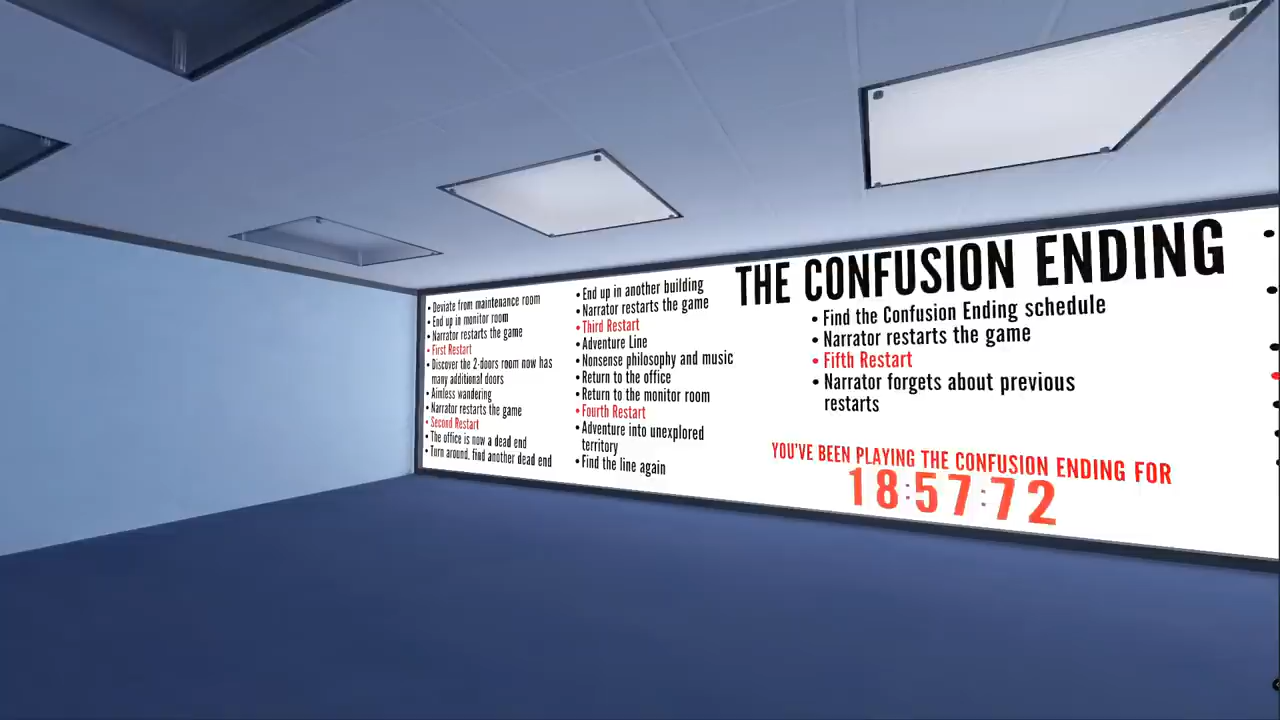 • Deviate from maintenance room
• End up in monitor room
• Narrator restarts the game
• First Restart
• Discover the 2-doors room now has
many additional doors
• Aimless wandering
• Narrator restarts the game
• Second Restart
• The office is now a dead end
• Turn around, find another dead end
• End up in another building
• Narrator restarts the game
• Third Restart
• Adventure Line
• Nonsense philosophy and music
• Return to the office
• Return to the monitor room
• Fourth Restart
• Adventure into unexplored
territory
• Find the line again
THE CONFUSION ENDING
• Find the Confusion Ending schedule
• Narrator restarts the game
• Fifth Restart
• Narrator forgets about previous
restarts
YOU'VE BEEN PLAYING THE CONFUSION ENDING FOR
18:57:72